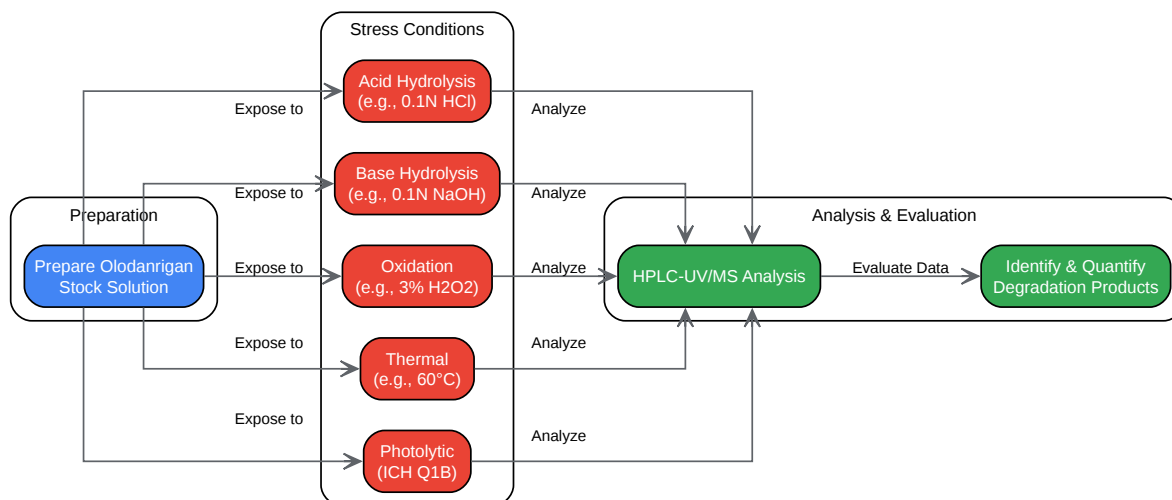 Stress Conditions
Acid Hydrolysis
(e.g., 0.1N HCl)
Expose to
Analyze
Base Hydrolysis
(e.g., 0.1N NaOH)
Expose to
Analyze
Preparation
Analysis & Evaluation
Prepare Olodanrigan
Stock Solution
Expose to
Oxidation
(e.g., 3% H2O2)
Analyze
HPLC-UV/MS Analysis
Evaluate Data
Identify & Quantify
Degradation Products
Expose to
Thermal
(e.g., 60°C)
Analyze
Expose to
Photolytic
(ICH Q1B)
Analyze